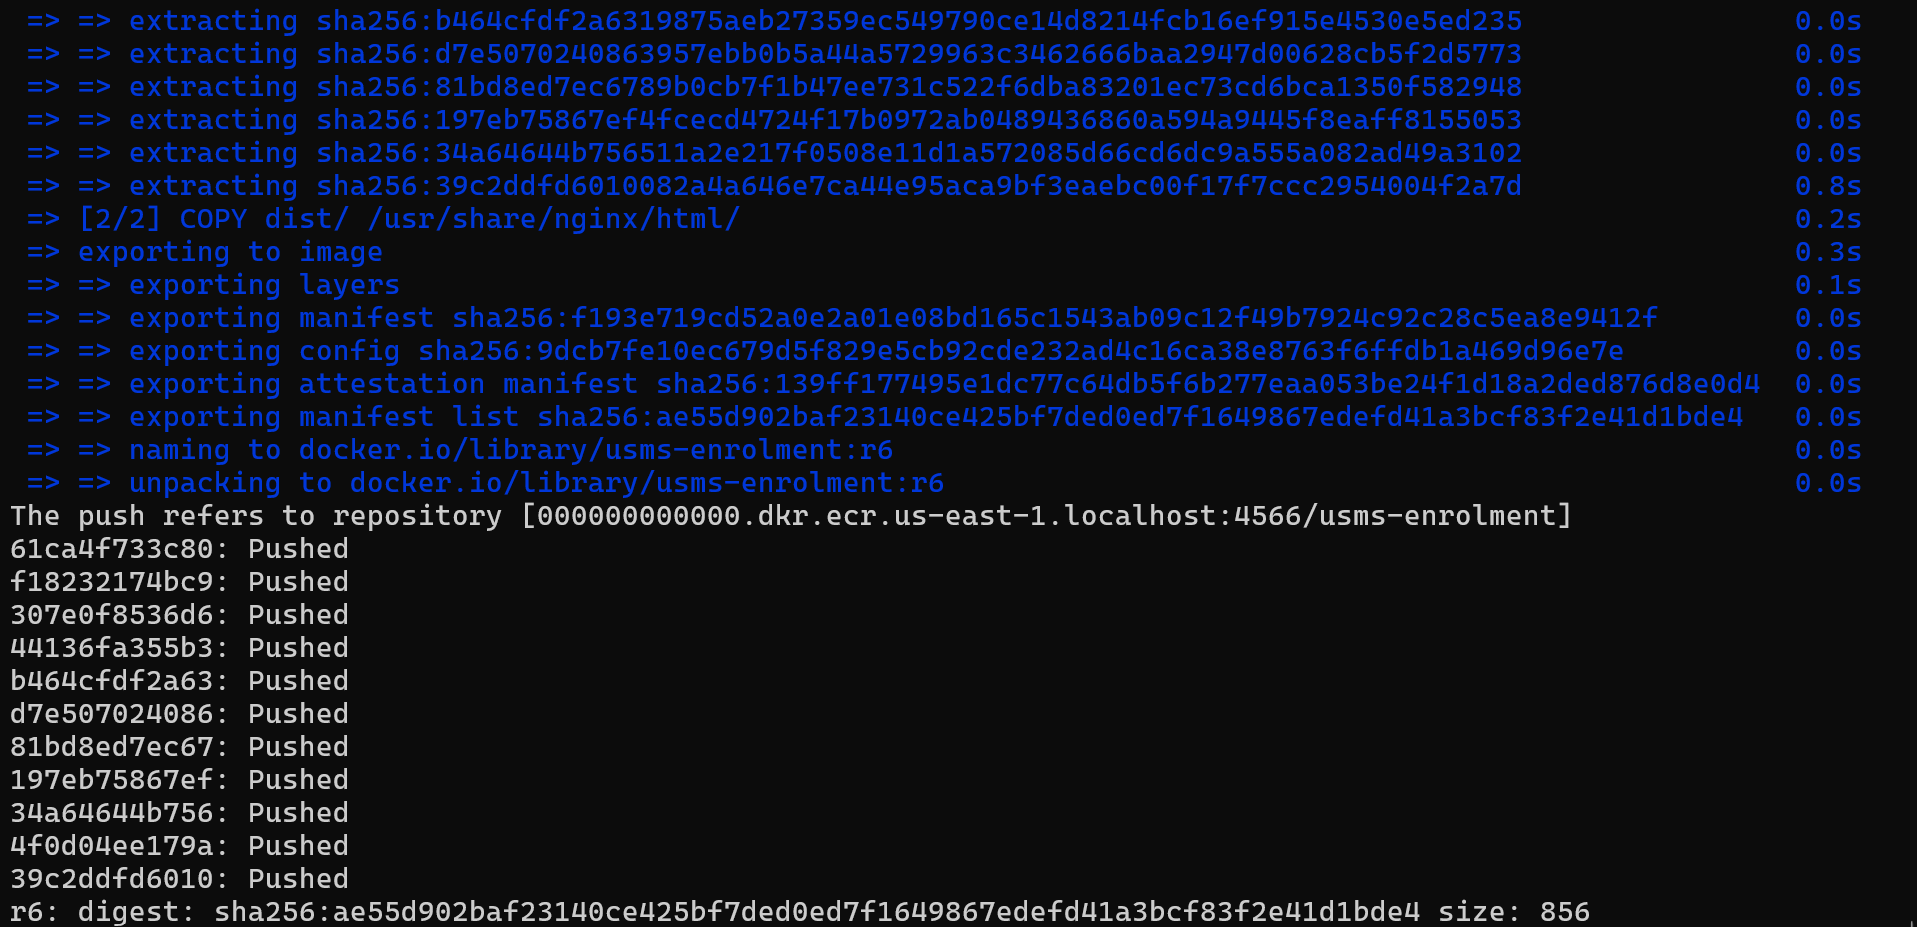 => => extracting sha256:b464cfdf2a6319875aeb27359ec549790ce14d8214fcb16ef915e4530e5ed235 0.0s
=> => extracting sha256:d7e5070240863957ebb0b5a44a5729963c3462666baa2947d00628cb5f2d5773 0.0s
=> => extracting sha256:81bd8ed7ec6789b0cb7f1b47ee731c522f6dba83201ec73cd6bca1350f582948 0.0s
=> => extracting sha256:197eb75867ef4fcecd4724f17b0972ab0489436860a594a9445f8eaff8155053 0.0s
=> => extracting sha256:34a64644b756511a2e217f0508e11d1a572085d66cd6dc9a555a082ad49a3102 0.0s
=> => extracting sha256:39c2ddfd6010082a4a646e7ca44e95aca9bf3eaebc00f17f7ccc2954004f2a7d 0.8s
=> [2/2] COPY dist/ /usr/share/nginx/html/ 0.2s
=> exporting to image 0.3s
=> => exporting layers 0.1s
=> => exporting manifest sha256:f193e719cd52a0e2a01e08bd165c1543ab09c12f49b7924c92c28c5ea8e9412f 0.0s
=> => exporting config sha256:9dcb7fe10ec679d5f829e5cb92cde232ad4c16ca38e8763f6ffdb1a469d96e7e 0.0s
=> => exporting attestation manifest sha256:139ff177495e1dc77c64db5f6b277eaa053be24f1d18a2ded876d8e0d4 0.0s
=> => exporting manifest list sha256:ae55d902baf23140ce425bf7ded0ed7f1649867edefd41a3bcf83f2e41d1bde4 0.0s
=> => naming to docker.io/library/usms-enrolment:r6 0.0s
=> => unpacking to docker.io/library/usms-enrolment:r6 0.0s
The push refers to repository [000000000000.dkr.ecr.us-east-1.localhost:4566/usms-enrolment]
61ca4f733c80: Pushed
f18232174bc9: Pushed
307e0f8536d6: Pushed
44136fa355b3: Pushed
b464cfdf2a63: Pushed
d7e507024086: Pushed
81bd8ed7ec67: Pushed
197eb75867ef: Pushed
34a64644b756: Pushed
4f0d04ee179a: Pushed
39c2ddfd6010: Pushed
r6: digest: sha256:ae55d902baf23140ce425bf7ded0ed7f1649867edefd41a3bcf83f2e41d1bde4 size: 856